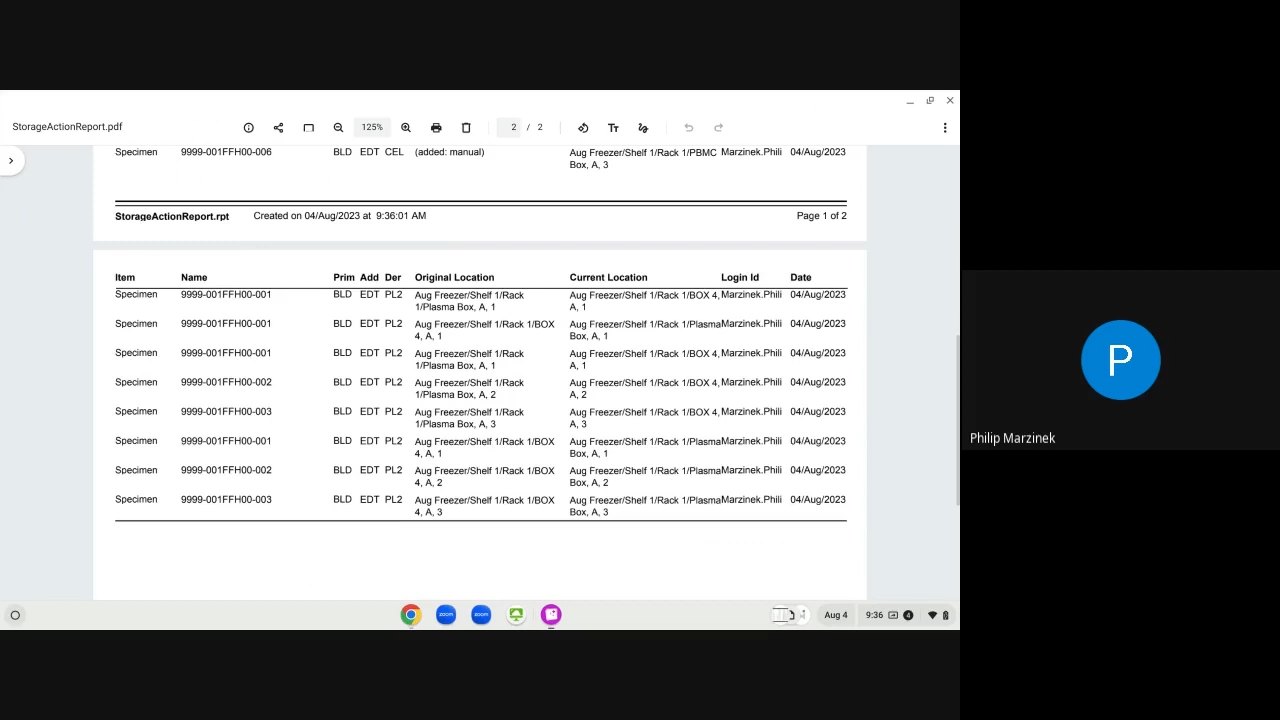 StorageActionReport.pdf 125% 2 / 2
Specimen 9999-001FFH00-006 BLD EDT CEL (added: manual) Aug Freezer/Shelf 1/Rack 1/PBMC Marzinek.Phili 04/Aug/2023
Box, A, 3
StorageActionReport.rpt Created on 04/Aug/2023 at 9:36:01 AM Page 1 of 2
Item Name Prim Add Der Original Location Current Location Login Id Date
Specimen 9999-001FFH00-001 BLD EDT PL2 Aug Freezer/Shelf 1/Rack Aug Freezer/Shelf 1/Rack 1/BOX 4, Marzinek.Phili 04/Aug/2023
1/Plasma Box, A, 1 A, 1
Specimen 9999-001FFH00-001 BLD EDT PL2 Aug Freezer/Shelf 1/Rack 1/BOX Aug Freezer/Shelf 1/Rack 1/Plasma Marzinek.Phili 04/Aug/2023
4, A, 1 Box, A, 1
Specimen 9999-001FFH00-001 BLD EDT PL2 Aug Freezer/Shelf 1/Rack Aug Freezer/Shelf 1/Rack 1/BOX 4, Marzinek.Phili 04/Aug/2023
1/Plasma Box, A, 1 A, 1
Specimen 9999-001FFH00-002 BLD EDT PL2 Aug Freezer/Shelf 1/Rack Aug Freezer/Shelf 1/Rack 1/BOX 4, Marzinek.Phili 04/Aug/2023
1/Plasma Box, A, 2 A, 2
Specimen 9999-001FFH00-003 BLD EDT PL2 Aug Freezer/Shelf 1/Rack Aug Freezer/Shelf 1/Rack 1/BOX 4, Marzinek.Phili 04/Aug/2023
1/Plasma Box, A, 3 A, 3
Specimen 9999-001FFH00-001 BLD EDT PL2 Aug Freezer/Shelf 1/Rack 1/BOX Aug Freezer/Shelf 1/Rack 1/Plasma Marzinek.Phili 04/Aug/2023
4, A, 1 Box, A, 1
Specimen 9999-001FFH00-002 BLD EDT PL2 Aug Freezer/Shelf 1/Rack 1/BOX Aug Freezer/Shelf 1/Rack 1/Plasma Marzinek.Phili 04/Aug/2023
4, A, 2 Box, A, 2
Specimen 9999-001FFH00-003 BLD EDT PL2 Aug Freezer/Shelf 1/Rack 1/BOX Aug Freezer/Shelf 1/Rack 1/Plasma Marzinek.Phili 04/Aug/2023
4, A, 3 Box, A, 3
zoom zoom Aug 4 9:36 4
P
Philip Marzinek